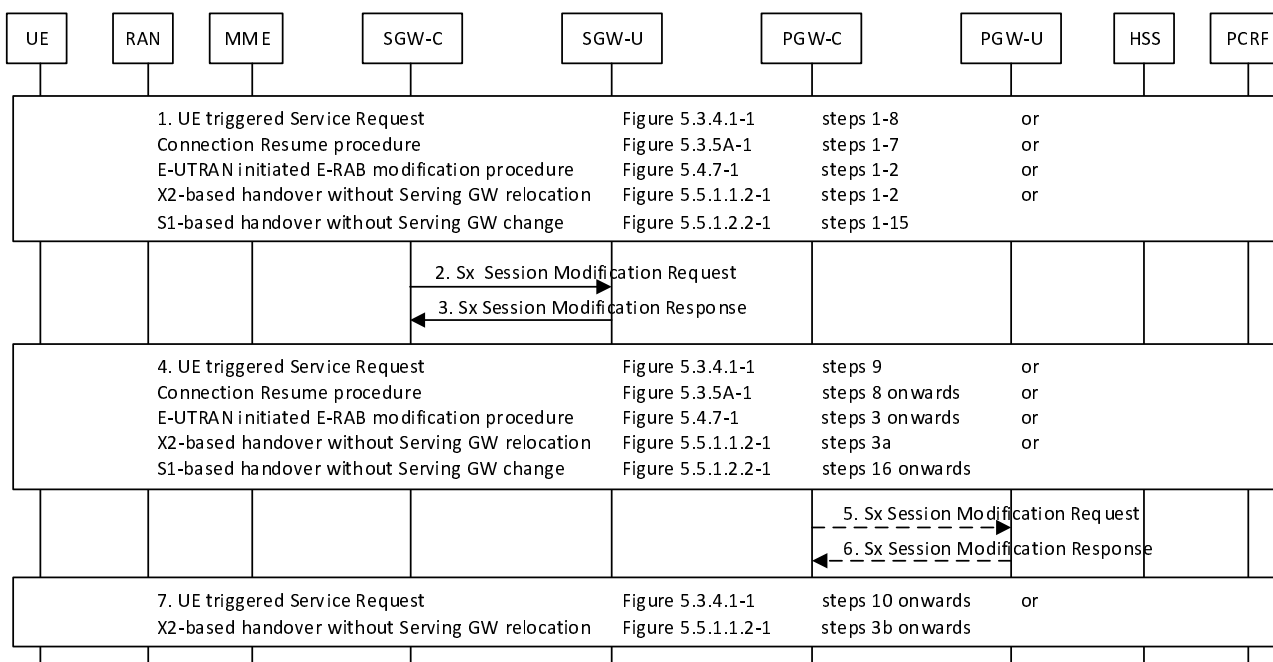 UE RAN MME SGW-C SGW-U PGW-C PGW-U HSS PCRF
1. UE triggered Service Request Figure 5.3.4.1-1 steps 1-8 or
Connection Resume procedure Figure 5.3.5A-1 steps 1-7 or
E-UTRAN initiated E-RAB modification procedure Figure 5.4.7-1 steps 1-2 or
X2-based handover without Serving GW relocation Figure 5.5.1.1.2-1 steps 1-2 or
S1-based handover without Serving GW change Figure 5.5.1.2.2-1 steps 1-15
2. Sx Session Modification Request
3. Sx Session Modification Response
4. UE triggered Service Request Figure 5.3.4.1-1 steps 9 or
Connection Resume procedure Figure 5.3.5A-1 steps 8 onwards or
E-UTRAN initiated E-RAB modification procedure Figure 5.4.7-1 steps 3 onwards or
X2-based handover without Serving GW relocation Figure 5.5.1.1.2-1 steps 3a or
S1-based handover without Serving GW change Figure 5.5.1.2.2-1 steps 16 onwards
5. Sx Session Modification Request
6. Sx Session Modification Response
7. UE triggered Service Request Figure 5.3.4.1-1 steps 10 onwards or
X2-based handover without Serving GW relocation Figure 5.5.1.1.2-1 steps 3b onwards